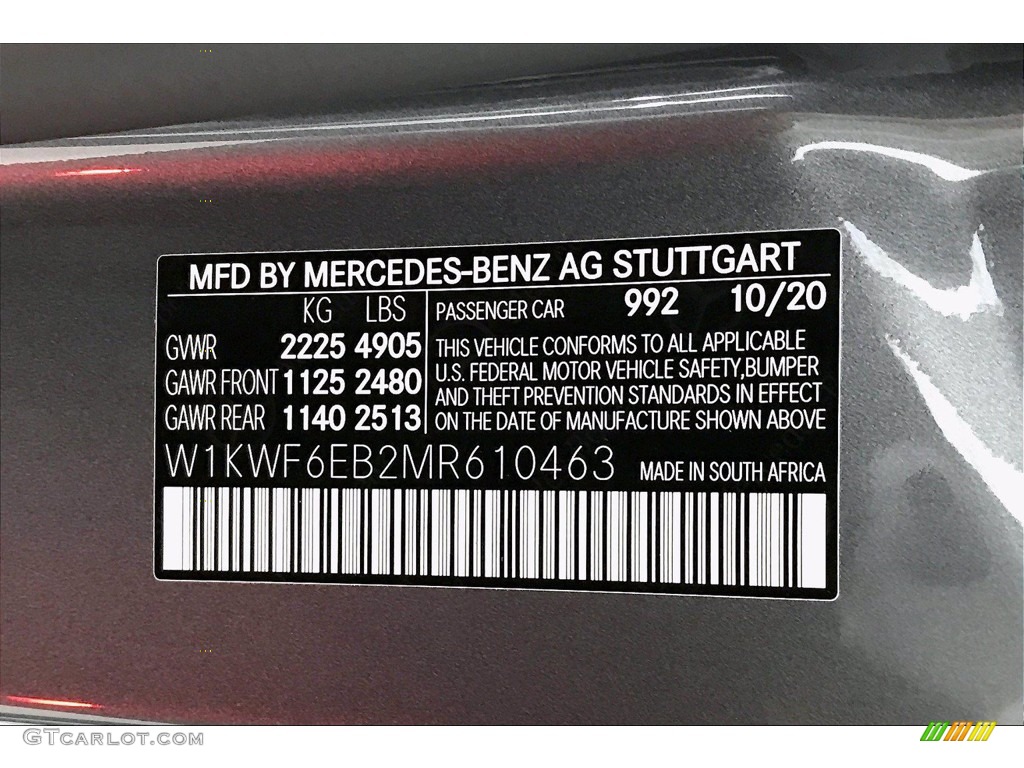 MFD BY MERCEDES-BENZ AG STUTTGART
KG LBS
GVWR 2225 4905
GAWR FRONT 1125 2480
GAWR REAR 1140 2513
PASSENGER CAR 992 10/20
THIS VEHICLE CONFORMS TO ALL APPLICABLE
U.S. FEDERAL MOTOR VEHICLE SAFETY,BUMPER
AND THEFT PREVENTION STANDARDS IN EFFECT
ON THE DATE OF MANUFACTURE SHOWN ABOVE
W1KWF6EB2MR610463 MADE IN SOUTH AFRICA
GTcarlot.com